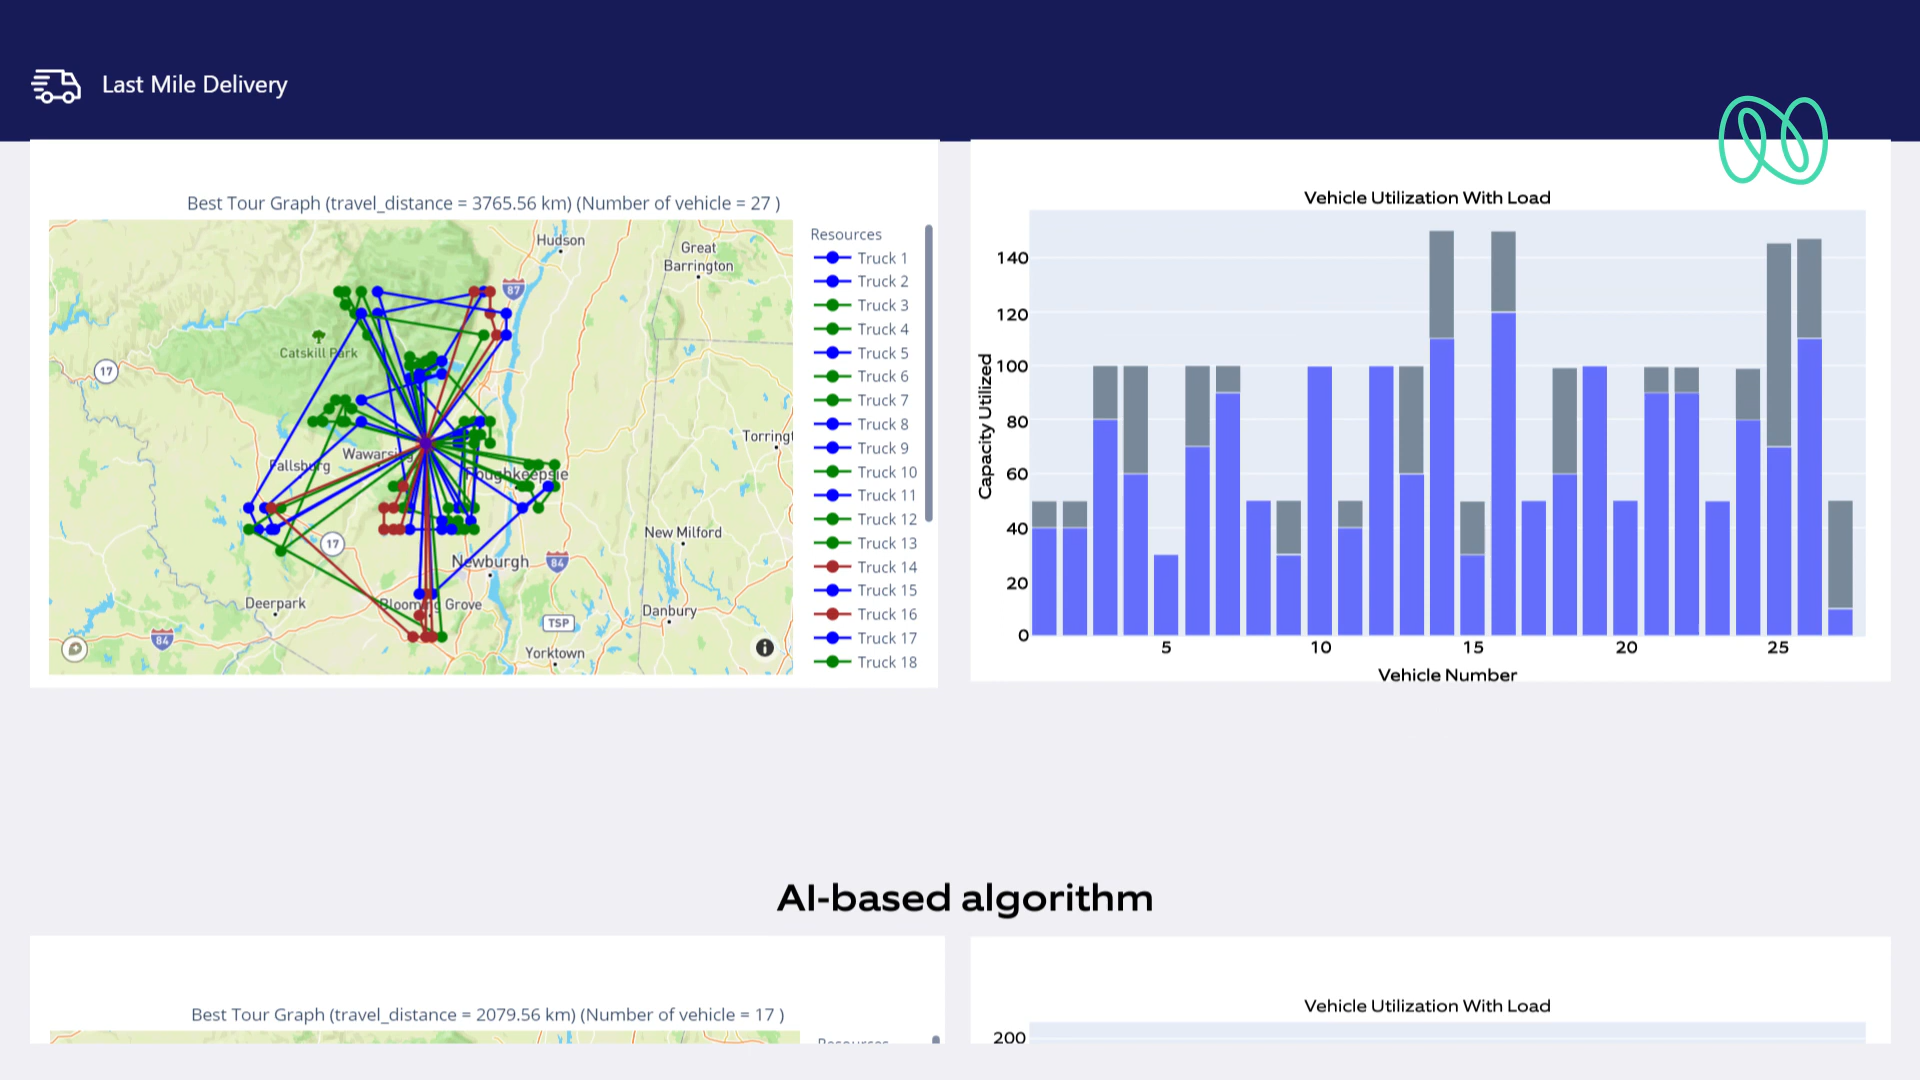 Last Mile Delivery
Best Tour Graph (travel_distance = 3765.56 km) (Number of vehicle = 27 )
Hudson
Great
Barrington
87
Catskill Park
17
Torringt
Fallsburg
Wawarsing
Poughkeepsie
17
New Milford
Newburgh
84
Deerpark
Blooming Grove
Danbury
TSP
84
Yorktown
Resources
Truck 1
Truck 2
Truck 3
Truck 4
Truck 5
Truck 6
Truck 7
Truck 8
Truck 9
Truck 10
Truck 11
Truck 12
Truck 13
Truck 14
Truck 15
Truck 16
Truck 17
Truck 18
Vehicle Utilization With Load
Capacity Utilized
140
120
100
80
60
40
20
0
5 10 15 20 25
Vehicle Number
AI-based algorithm
Best Tour Graph (travel_distance = 2079.56 km) (Number of vehicle = 17 )
Resources
Vehicle Utilization With Load
200